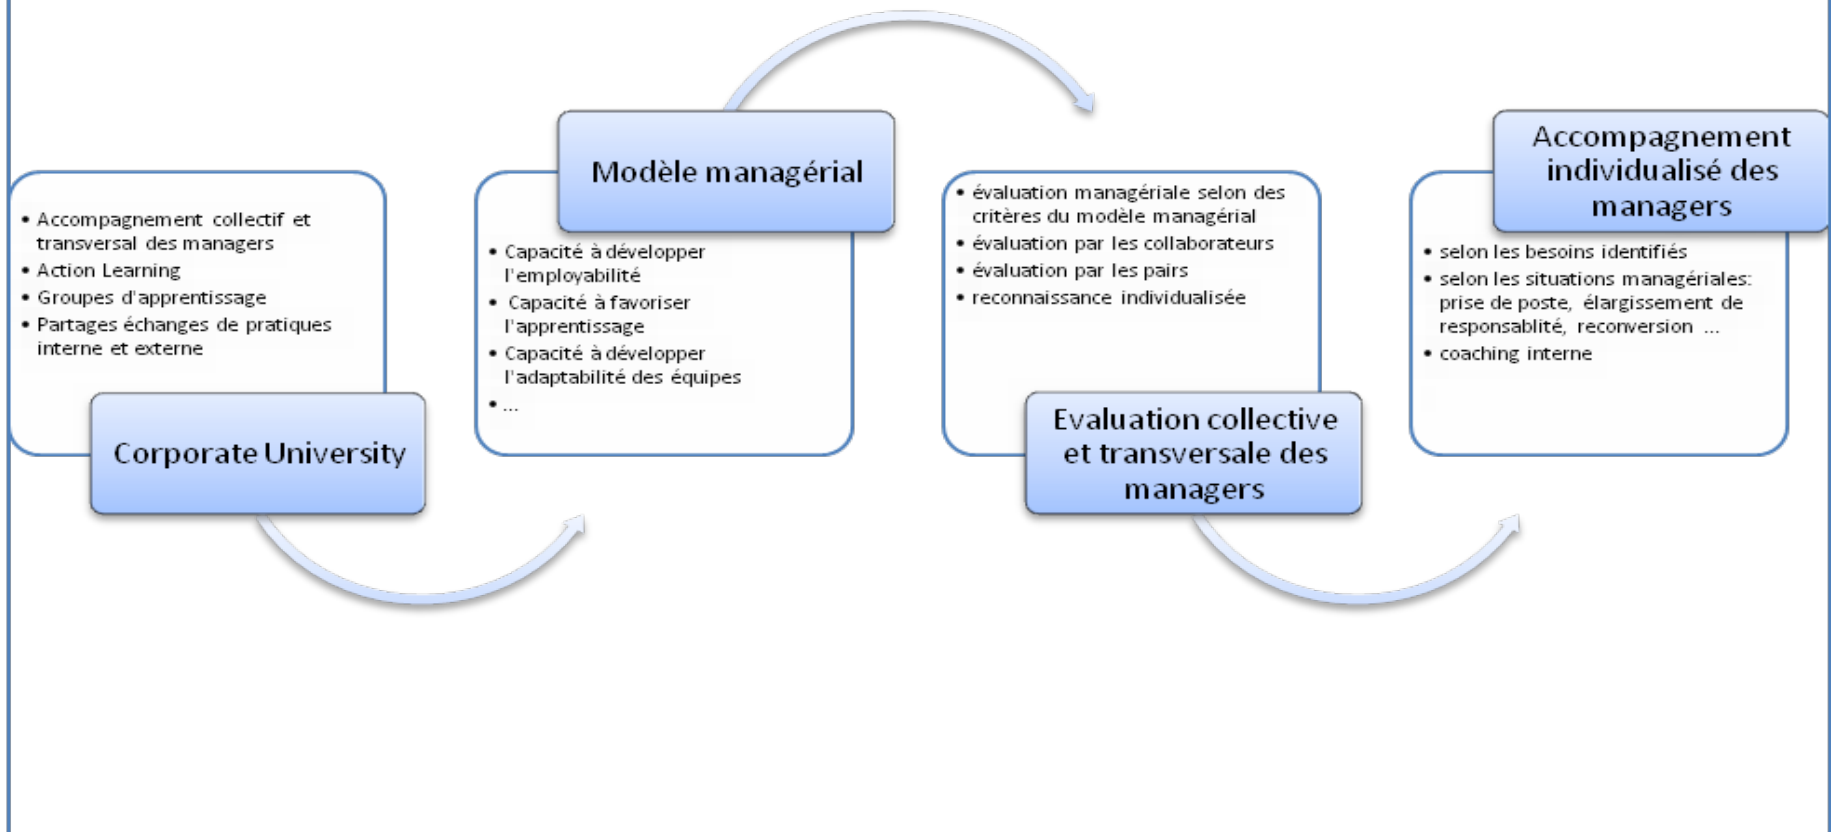 • Accompagnement collectif et
transversal des managers
• Action Learning
• Groupes d'apprentissage
• Partages échanges de pratiques
interne et externe
Corporate University
Modèle managérial
• Capacité à développer
l'employabilité
• Capacité à favoriser
l'apprentissage
• Capacité à développer
l'adaptabilité des équipes
• ...
• évaluation managériale selon des
critères du modèle managérial
• évaluation par les collaborateurs
• évaluation par les pairs
• reconnaissance individualisée
Evaluation collective
et transversale des
managers
Accompagnement
individualisé des
managers
• selon les besoins identifiés
• selon les situations managériales:
prise de poste, élargissement de
responsablité, reconversion ...
• coaching interne